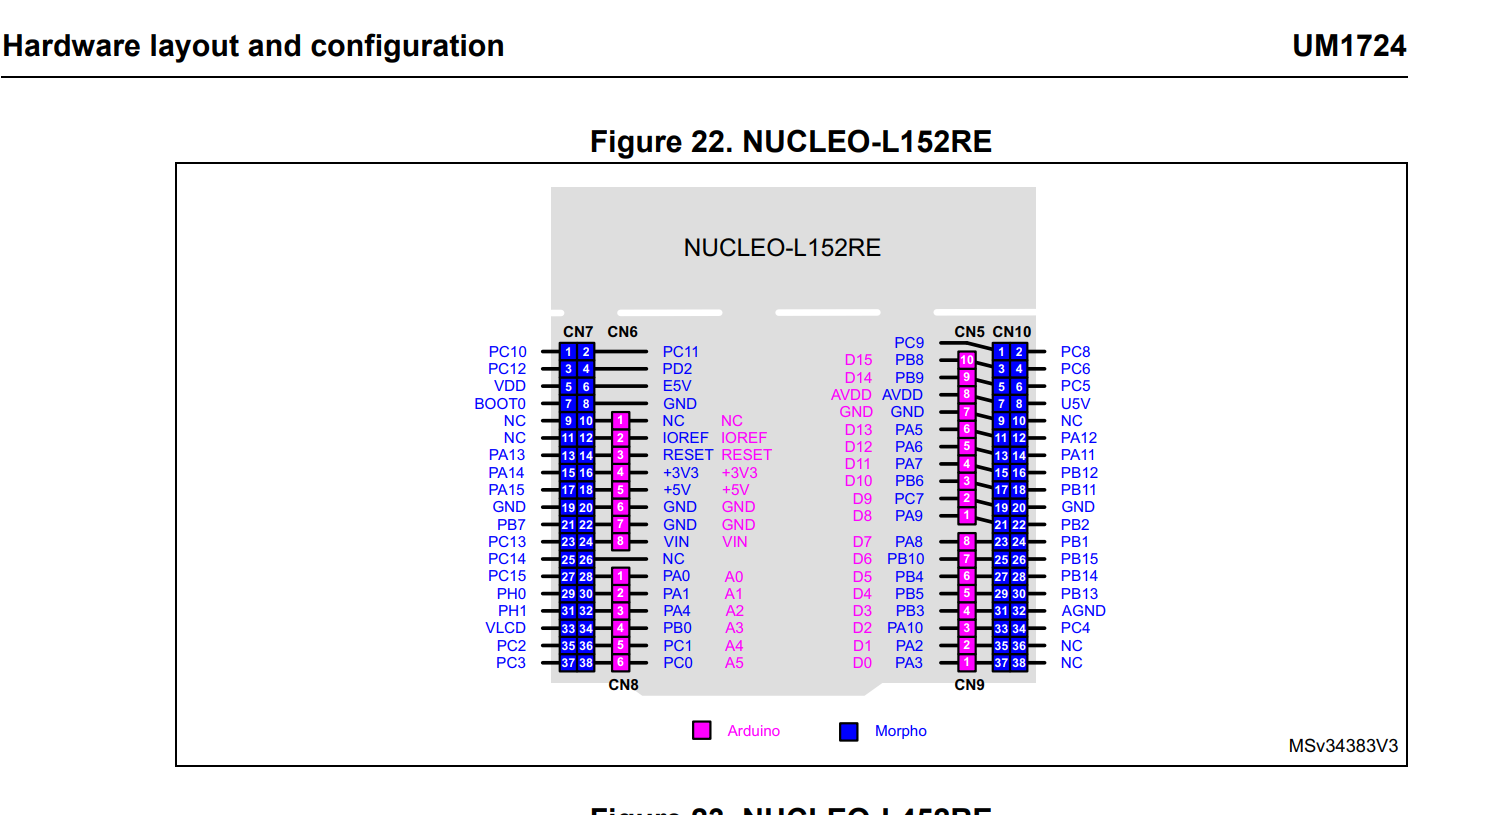 Hardware layout and configuration UM1724
Figure 22. NUCLEO-L152RE
NUCLEO-L152RE
CN7 CN6 CN5 CN10
PC9
PC10 1 2 PC11 1 2 PC8
D15 PB8 10
PC12 3 4 PD2 3 4 PC6
D14 PB9 9
VDD 5 6 E5V 5 6 PC5
AVDD AVDD 8
BOOT0 7 8 GND 7 8 U5V
GND GND 7
NC 9 10 1 NC NC 9 10 NC
D13 PA5 6
NC 11 12 2 IOREF IOREF 11 12 PA12
D12 PA6 5
PA13 13 14 3 RESET RESET 13 14 PA11
D11 PA7 4
PA14 15 16 4 +3V3 +3V3 15 16 PB12
D10 PB6 3
PA15 17 18 5 +5V +5V 17 18 PB11
D9 PC7 2
GND 19 20 6 GND GND 19 20 GND
D8 PA9 1
PB7 21 22 7 GND GND 21 22 PB2
PC13 23 24 8 VIN VIN D7 PA8 8 23 24 PB1
PC14 25 26 NC D6 PB10 7 25 26 PB15
PC15 27 28 1 PA0 A0 D5 PB4 6 27 28 PB14
PH0 29 30 2 PA1 A1 D4 PB5 5 29 30 PB13
PH1 31 32 3 PA4 A2 D3 PB3 4 31 32 AGND
VLCD 33 34 4 PB0 A3 D2 PA10 3 33 34 PC4
PC2 35 36 5 PC1 A4 D1 PA2 2 35 36 NC
PC3 37 38 6 PC0 A5 D0 PA3 1 37 38 NC
CN8 CN9
Arduino Morpho
MSv34383V3
Figure 23. NUCLEO-L452RE